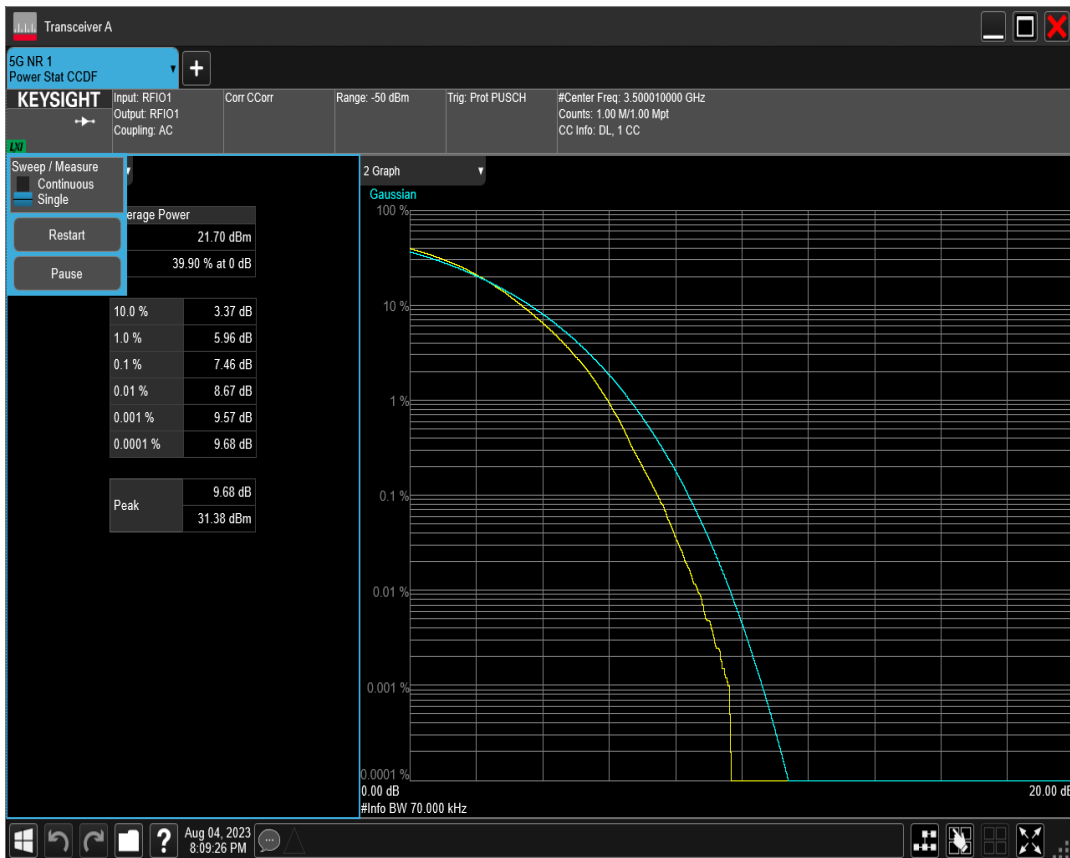 Transceiver A
5G NR 1
Power Stat CCDF
+
KEYSIGHT
LXI
Input: RFIO1
Output: RFIO1
Coupling: AC
Corr CCorr
Range: -50 dBm
Trig: Prot PUSCH
#Center Freq: 3.500010000 GHz
Counts: 1.00 M/1.00 Mpt
CC Info: DL, 1 CC
Sweep / Measure
Continuous
Single
Restart
Pause
erage Power
21.70 dBm
39.90 % at 0 dB
10.0 % 3.37 dB
1.0 % 5.96 dB
0.1 % 7.46 dB
0.01 % 8.67 dB
0.001 % 9.57 dB
0.0001 % 9.68 dB
Peak
9.68 dB
31.38 dBm
2 Graph
Gaussian
100 %
10 %
1 %
0.1 %
0.01 %
0.001 %
0.0001 %
0.00 dB
20.00 dB
#Info BW 70.000 kHz
?
Aug 04, 2023
8:09:26 PM